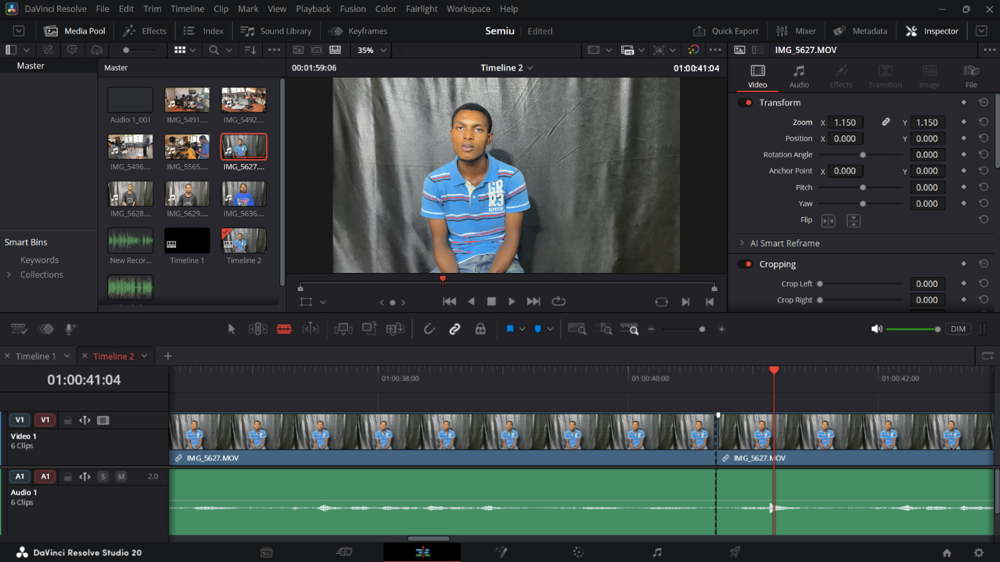 DaVinci Resolve File Edit Trim Timeline Clip Mark View Playback Fusion Color Fairlight Workspace Help
Media Pool Effects Index Sound Library Keyframes Semiu Edited Quick Export Mixer Metadata Inspector
35% IMG_5627.MOV
Master Master 00:01:59:06 Timeline 2 01:00:41:04
Video Audio Effects Transition Image File
Audio 1_001 IMG_5491.... IMG_5492....
IMG_5496.... IMG_5565.... IMG_5627....
IMG_5628.... IMG_5629.... IMG_5636....
New Recor... Timeline 1 Timeline 2
Smart Bins
Keywords
Collections
GR
R3
RIPSTOP
Transform
Zoom X 1.150 Y 1.150
Position X 0.000 Y 0.000
Rotation Angle 0.000
Anchor Point X 0.000 Y 0.000
Pitch 0.000
Yaw 0.000
Flip
AI Smart Reframe
Cropping
Crop Left 0.000
Crop Right 0.000
DIM
Timeline 1 Timeline 2
01:00:41:04 01:00:38:00 01:00:40:00 01:00:42:00
V1 V1
Video 1
6 Clips
IMG_5627.MOV IMG_5627.MOV
A1 A1 S M 2.0
Audio 1
6 Clips
DaVinci Resolve Studio 20